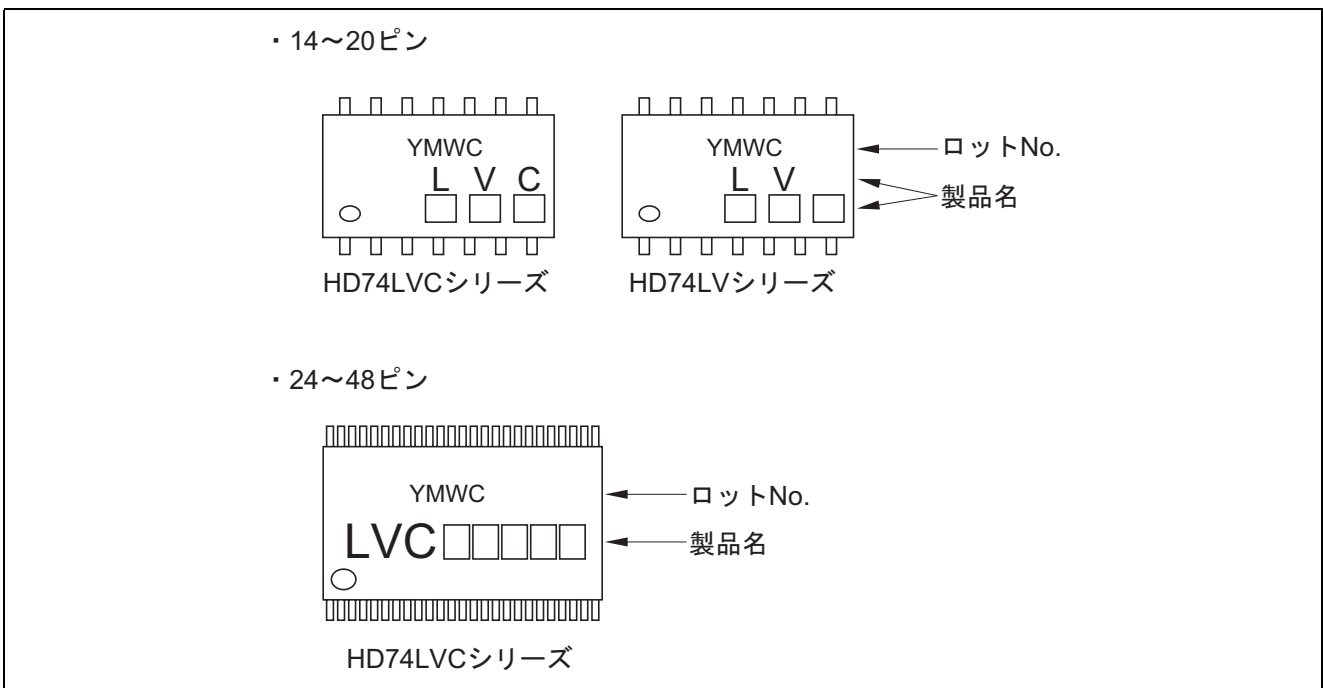 ・14～20ピン
YMWC
L V C
□□□
HD74LVCシリーズ
YMWC
L V
□□□
HD74LVシリーズ
ロットNo.
製品名
・24～48ピン
YMWC
LVC□□□□□
HD74LVCシリーズ
ロットNo.
製品名